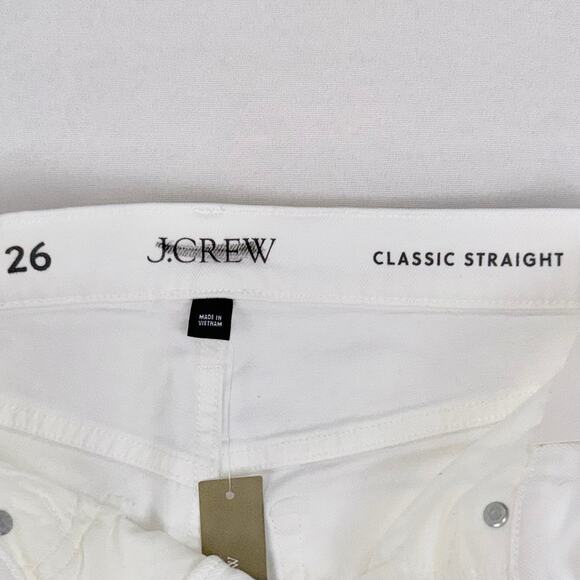 26 J.CREW CLASSIC STRAIGHT
MADE IN
VIETNAM